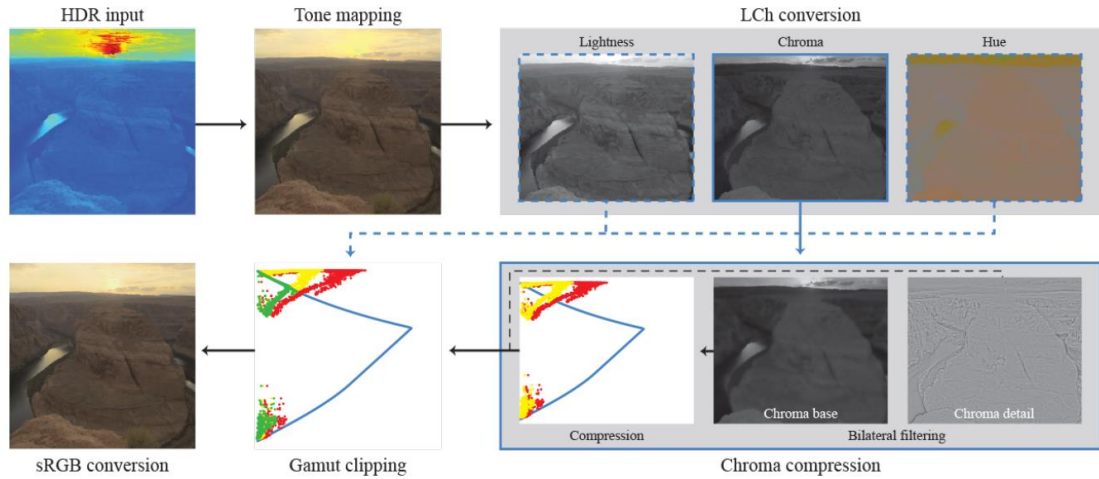 HDR input
Tone mapping
LCh conversion
Lightness
Chroma
Hue
Chroma base
Chroma detail
Compression
Bilateral filtering
sRGB conversion
Gamut clipping
Chroma compression